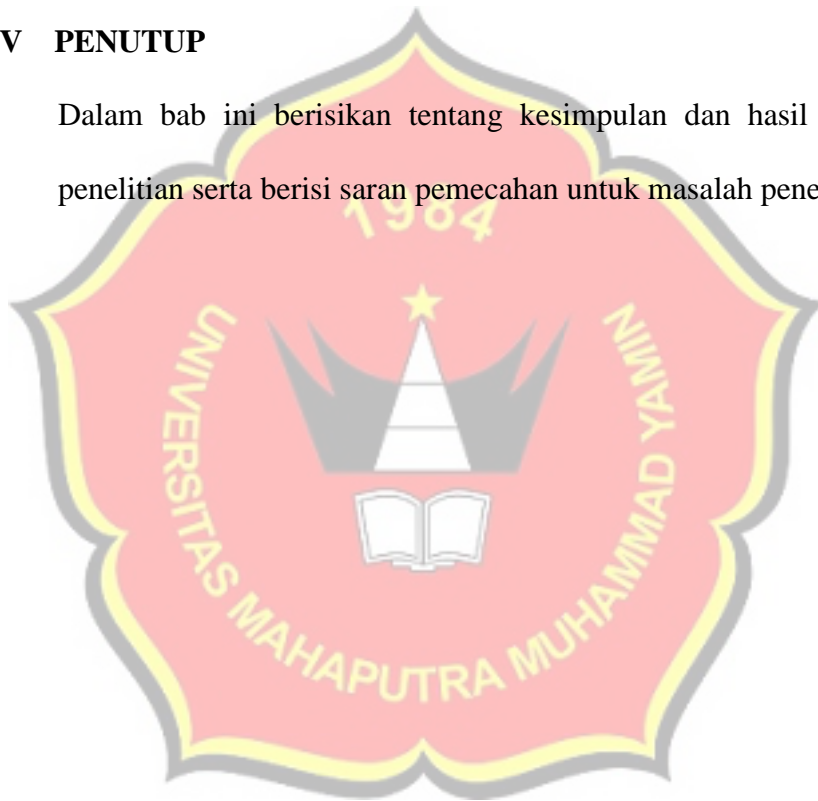 V PENUTUP
Dalam bab ini berisikan tentang kesimpulan dan hasil
penelitian serta berisi saran pemecahan untuk masalah
1984
UNIVERSITAS MAHAPUTRA MUHAMMAD YAMIN